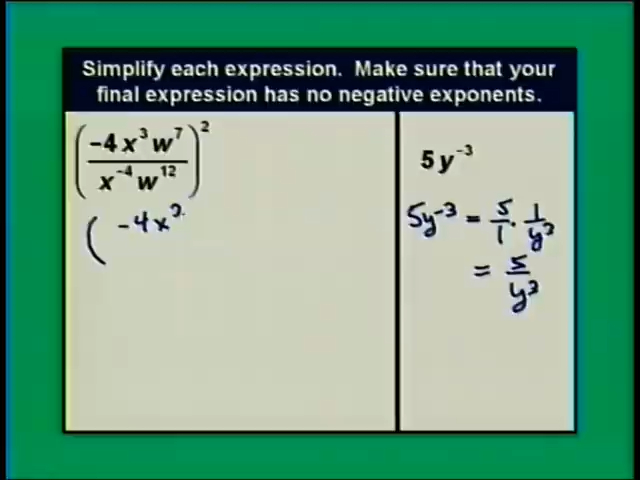 Simplify each expression. Make sure that your
final expression has no negative exponents.
(-4x³w⁷ / x⁻⁴w¹²)²
( -4x³
5y⁻³
5y⁻³ = 5/1 · 1/y³
= 5/y³